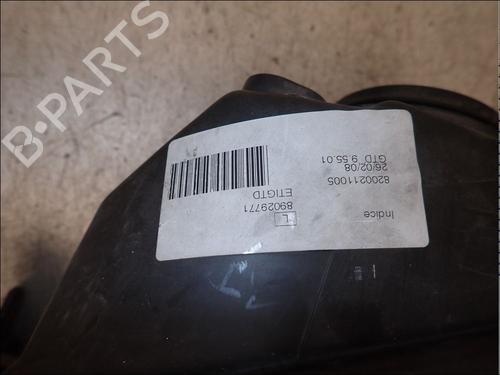 B-PARTS
Indice
8200211005
26/02/08
GTD 9.55.01
L
89029771
ETIGTD